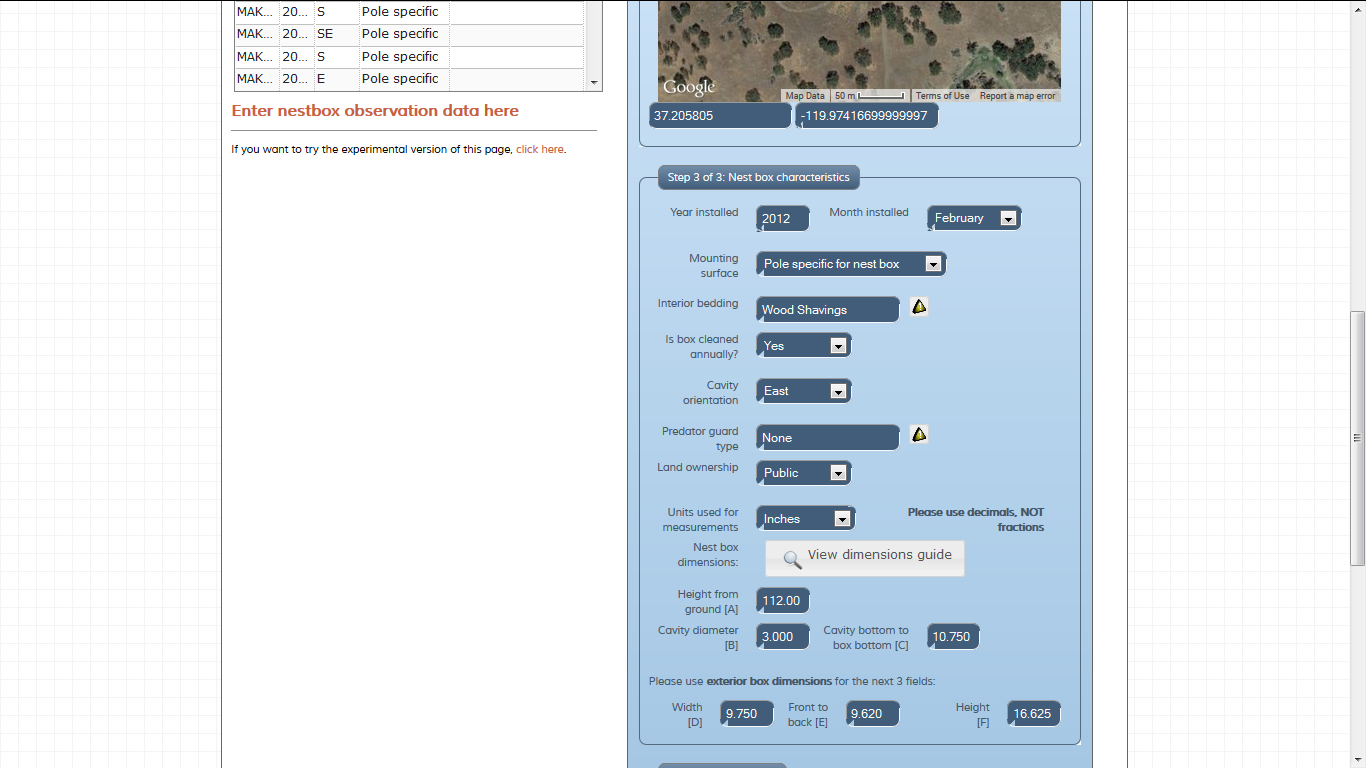 MAK... 20... S Pole specific
MAK... 20... SE Pole specific
MAK... 20... S Pole specific
MAK... 20... E Pole specific
Enter nestbox observation data here
If you want to try the experimental version of this page, click here.
Google
Map Data 50 m Terms of Use Report a map error
37.205805 -119.97416699999997
Step 3 of 3: Nest box characteristics
Year installed 2012 Month installed February
Mounting
surface Pole specific for nest box
Interior bedding Wood Shavings
Is box cleaned
annually? Yes
Cavity
orientation East
Predator guard
type None
Land ownership Public
Units used for
measurements Inches Please use decimals, NOT
fractions
Nest box
dimensions: View dimensions guide
Height from
ground [A] 112.00
Cavity diameter
[B] 3.000 Cavity bottom to
box bottom [C] 10.750
Please use exterior box dimensions for the next 3 fields:
Width
[D] 9.750 Front to
back [E] 9.620 Height
[F] 16.625